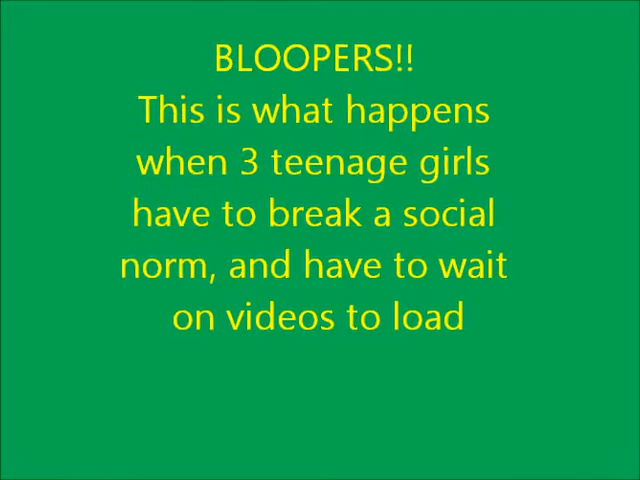 BLOOPERS!!
This is what happens
when 3 teenage girls
have to break a social
norm, and have to wait
on videos to load